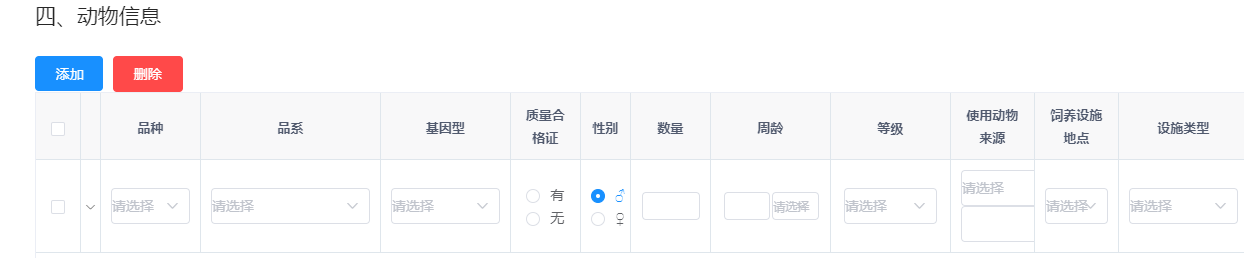 四、动物信息
添加 删除
品种 品系 基因型 质量合格证 性别 数量 周龄 等级 使用动物来源 饲养设施地点 设施类型
请选择 请选择 请选择 有 ♂ 请选择 请选择 请选择 请选择 请选择
无 ♀